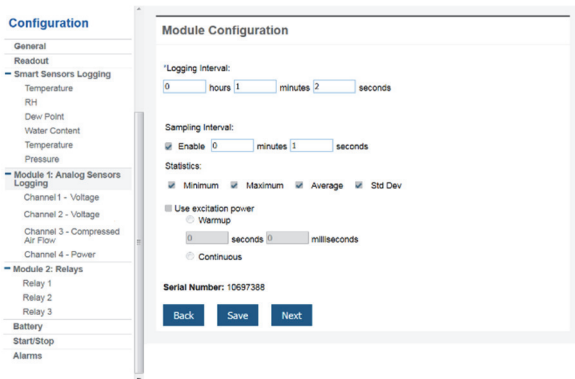 Configuration
General
Readout
Smart Sensors Logging
Temperature
RH
Dew Point
Water Content
Temperature
Pressure
Module 1: Analog Sensors
Logging
Channel1 - Voltage
Channel 2 - Voltage
Channel 3 - Compressed
Air Flow
Channel 4 - Power
Module 2: Relays
Relay 1
Relay 2
Relay 3
Battery
Start/Stop
Alarms
Module Configuration
*Logging Interval:
0 hours 1 minutes 2 seconds
Sampling Interval:
Enable 0 minutes 1 seconds
Statistics:
Minimum Maximum Average Std Dev
Use excitation power
Warmup
0 seconds 0 milliseconds
Continuous
Serial Number: 10697388
Back Save Next